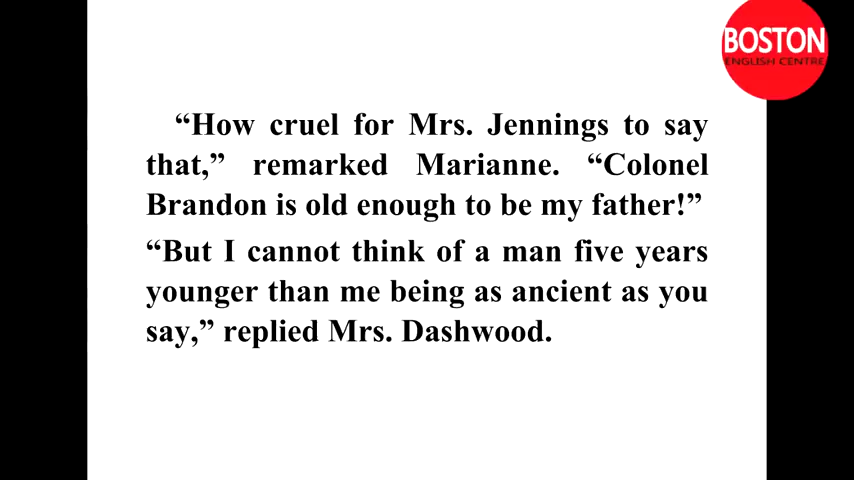 BOSTON
ENGLISH CENTRE
“How cruel for Mrs. Jennings to say
that,” remarked Marianne. “Colonel
Brandon is old enough to be my father!”
“But I cannot think of a man five years
younger than me being as ancient as you
say,” replied Mrs. Dashwood.